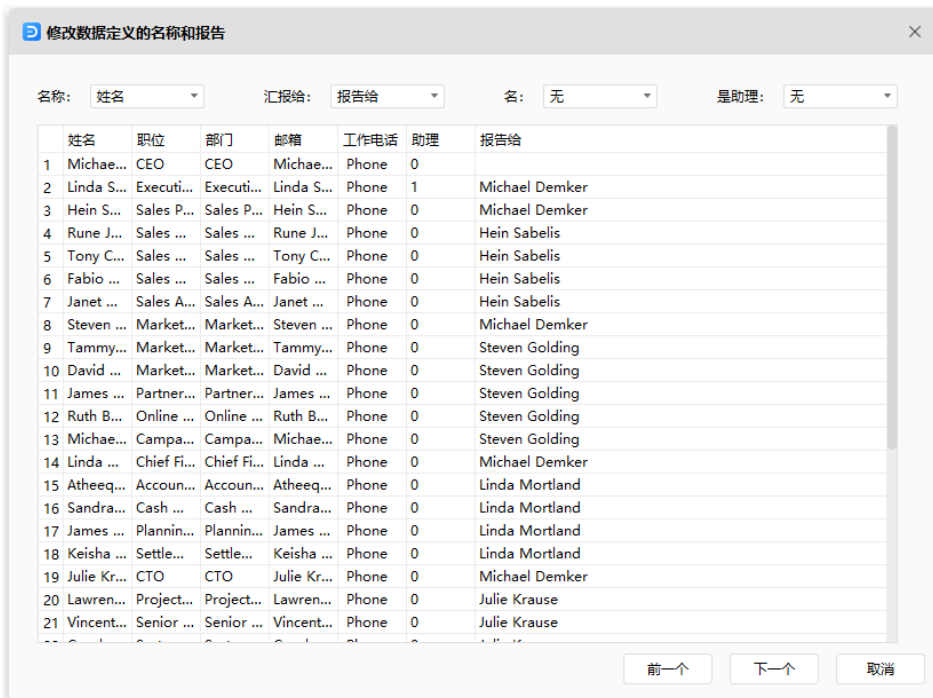 修改数据定义的名称和报告
名称: 姓名 汇报给: 报告给 名: 无 是助理: 无
姓名 职位 部门 邮箱 工作电话 助理 报告给
1 Michae... CEO CEO Michae... Phone 0
2 Linda S... Executi... Executi... Linda S... Phone 1 Michael Demker
3 Hein S... Sales P... Sales P... Hein S... Phone 0 Michael Demker
4 Rune J... Sales ... Sales ... Rune J... Phone 0 Hein Sabelis
5 Tony C... Sales ... Sales ... Tony C... Phone 0 Hein Sabelis
6 Fabio ... Sales ... Sales ... Fabio ... Phone 0 Hein Sabelis
7 Janet ... Sales A... Sales A... Janet ... Phone 0 Hein Sabelis
8 Steven ... Market... Market... Steven ... Phone 0 Michael Demker
9 Tammy... Market... Market... Tammy... Phone 0 Steven Golding
10 David ... Market... Market... David ... Phone 0 Steven Golding
11 James ... Partner... Partner... James ... Phone 0 Steven Golding
12 Ruth B... Online ... Online ... Ruth B... Phone 0 Steven Golding
13 Michae... Campa... Campa... Michae... Phone 0 Steven Golding
14 Linda ... Chief Fi... Chief Fi... Linda ... Phone 0 Michael Demker
15 Atheeq... Accoun... Accoun... Atheeq... Phone 0 Linda Mortland
16 Sandra... Cash ... Cash ... Sandra... Phone 0 Linda Mortland
17 James ... Plannin... Plannin... James ... Phone 0 Linda Mortland
18 Keisha ... Settle... Settle... Keisha ... Phone 0 Linda Mortland
19 Julie Kr... CTO CTO Julie Kr... Phone 0 Michael Demker
20 Lawren... Project... Project... Lawren... Phone 0 Julie Krause
21 Vincent... Senior ... Senior ... Vincent... Phone 0 Julie Krause
前一个 下一个 取消